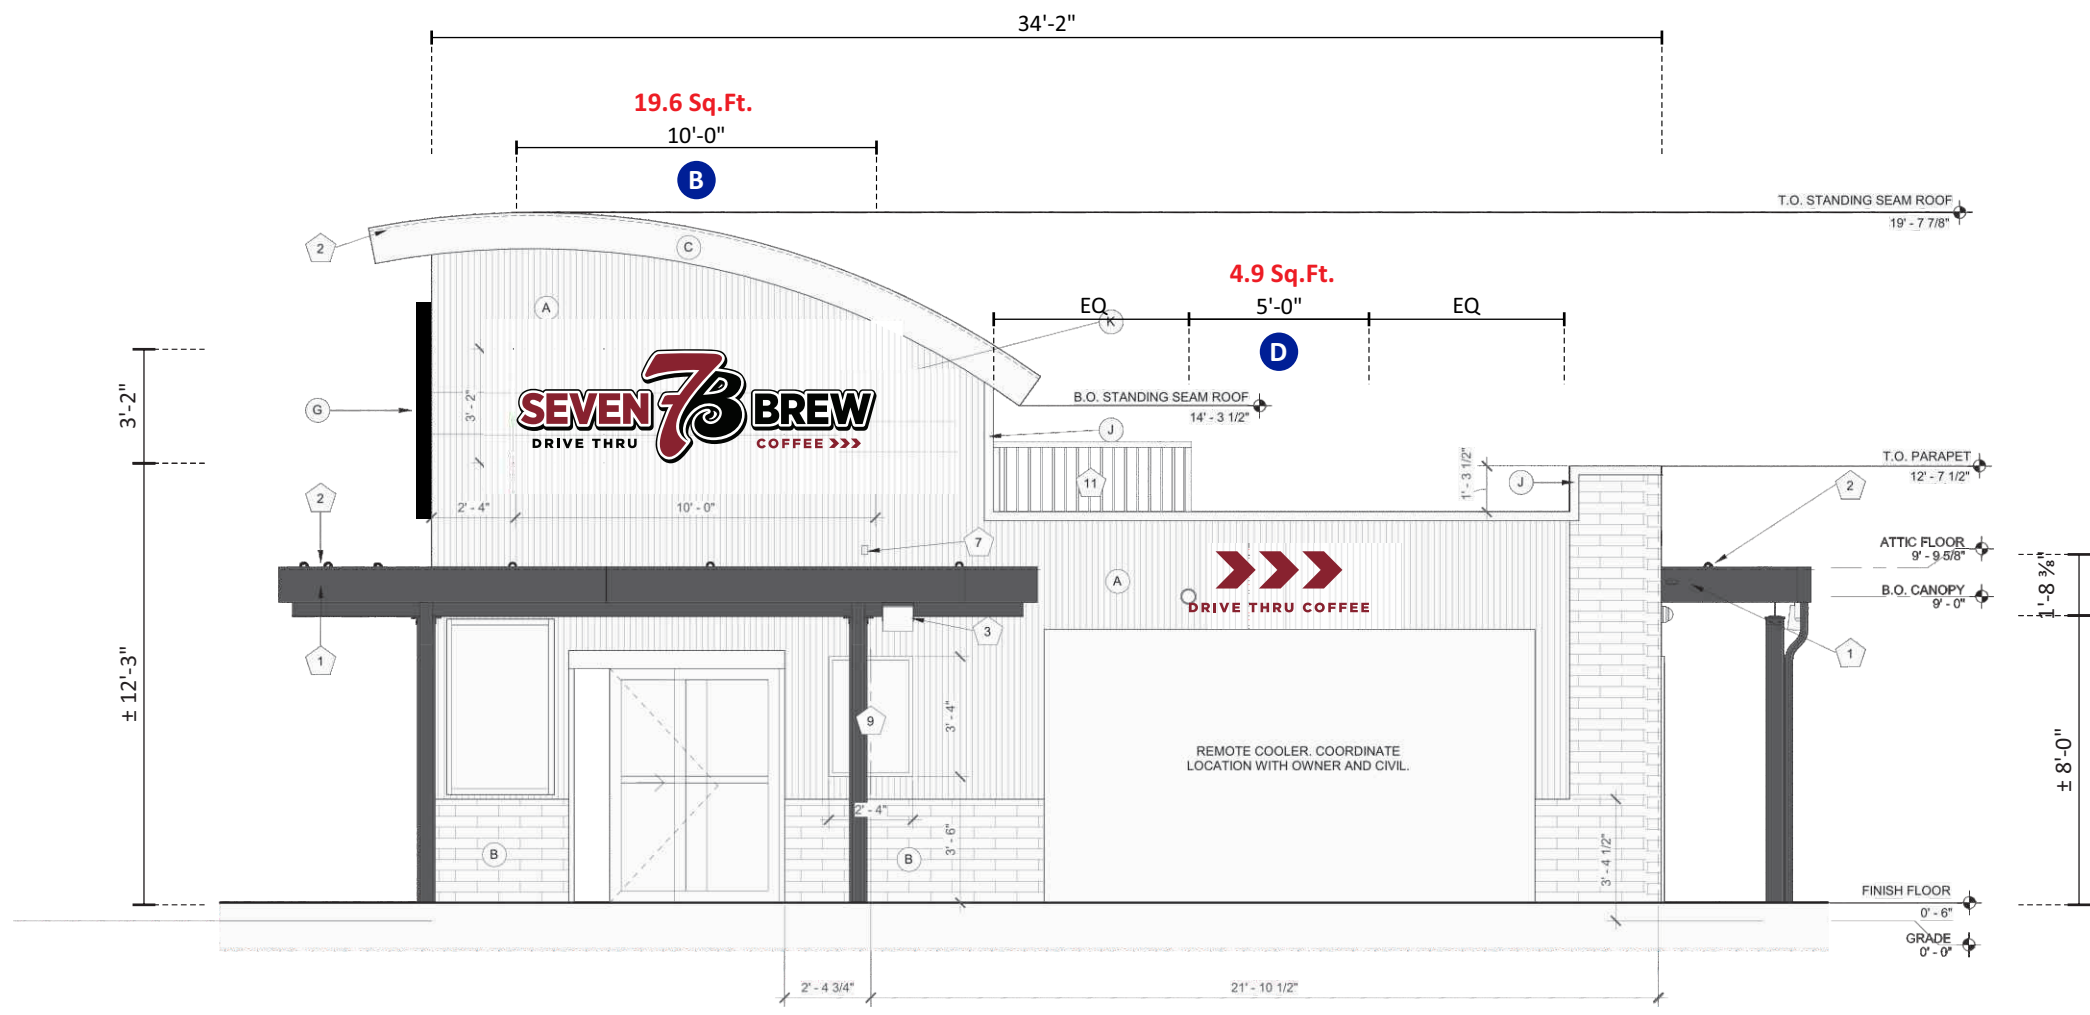 34'-2"
19.6 Sq.Ft.
10'-0"
B
T.O. STANDING SEAM ROOF
19' - 7 7/8"
2
C
4.9 Sq.Ft.
EQ
5'-0"
EQ
A
K
D
3'-2"
3' - 2"
G
B.O. STANDING SEAM ROOF
14' - 3 1/2"
SEVEN 7B BREW
DRIVE THRU
COFFEE >>>
J
T.O. PARAPET
12' - 7 1/2"
1' - 3 1/2"
11
J
2
2
2' - 4"
10' - 0"
7
ATTIC FLOOR
9' - 9 5/8"
A
>>>
DRIVE THRU COFFEE
B.O. CANOPY
9' - 0"
1'-8 ⅜"
3
1
1
± 12'-3"
3' - 4"
9
REMOTE COOLER. COORDINATE
LOCATION WITH OWNER AND CIVIL.
± 8'-0"
2' - 4"
3' - 6"
B
B
3' - 4 1/2"
FINISH FLOOR
0' - 6"
GRADE
0' - 0"
2' - 4 3/4"
21' - 10 1/2"